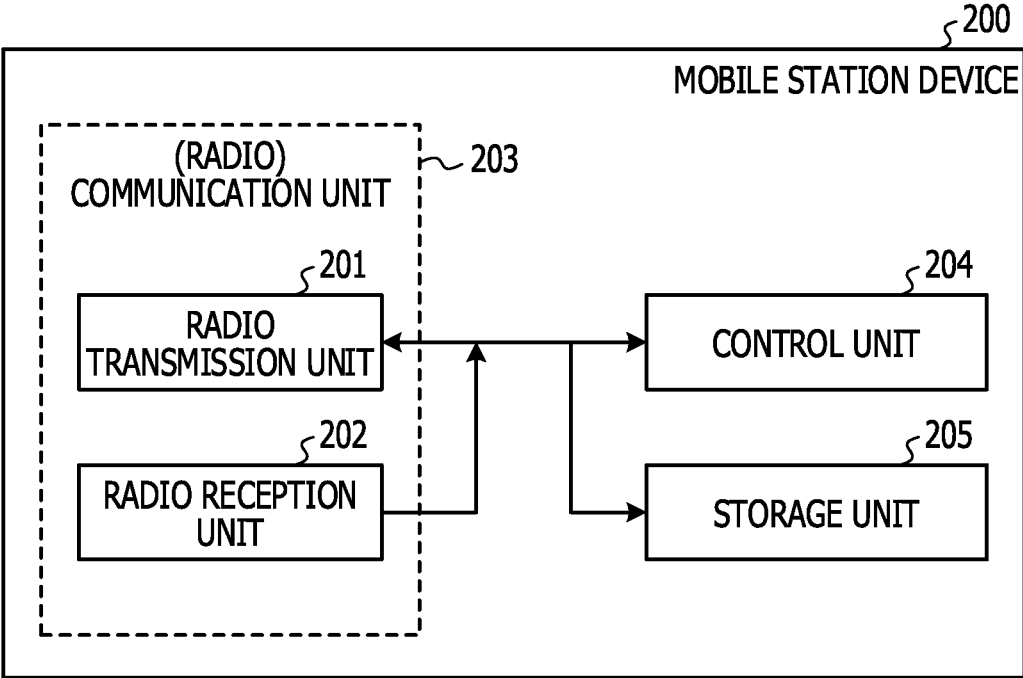 200
MOBILE STATION DEVICE
(RADIO)
COMMUNICATION UNIT
203
201
RADIO
TRANSMISSION UNIT
204
CONTROL UNIT
202
RADIO RECEPTION
UNIT
205
STORAGE UNIT